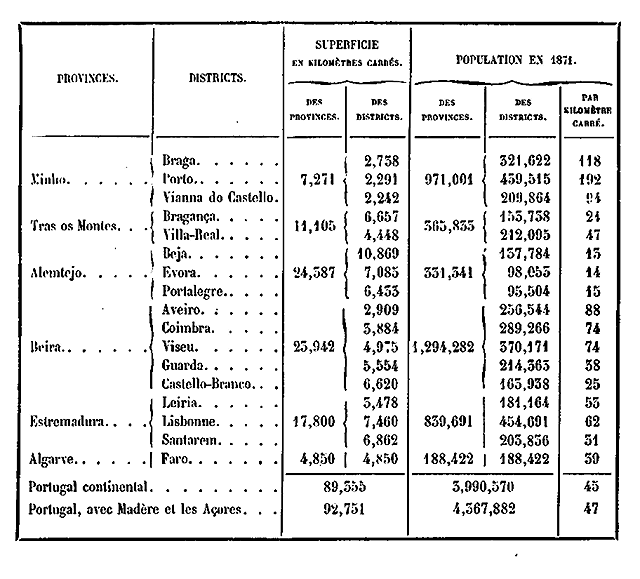 PROVINCES. DISTRICTS. SUPERFICIE EN KILOMÈTRES CARRÉS. POPULATION EN 1871.
DES PROVINCES. DES DISTRICTS. DES PROVINCES. DES DISTRICTS. PAR KILOMÈTRE CARRÉ.
Braga. . . . . . 2,738 321,622 118
Minho. . . . . . Porto. . . . . . 7,271 2,291 971,001 439,515 192
Vianna do Castello. 2,242 209,864 94
Tras os Montes. . . Bragança. . . . . 11,105 6,657 365,833 153,738 24
Villa-Real. . . . . 4,448 212,095 47
Beja. . . . . . 10,869 137,784 13
Alemtejo. . . . . Evora. . . . . . 24,387 7,085 331,341 98,053 14
Portalegre. . . . . 6,433 95,504 15
Aveiro. . . . . . 2,909 256,544 88
Coimbra. . . . . . 3,884 289,266 74
Beira. . . . . . Viseu. . . . . . 23,942 4,975 1,294,282 370,171 74
Guarda. . . . . . 5,554 214,363 38
Castello-Branco. . . 6,620 163,938 25
Leiria. . . . . . 3,478 181,164 53
Estremadura. . . . Lisbonne. . . . . 17,800 7,460 839,691 454,691 62
Santarem. . . . . 6,862 203,836 31
Algarve. . . . . . Faro. . . . . . . 4,850 4,850 188,422 188,422 39
Portugal continental. . . . . . . . . . 89,355 3,990,570 45
Portugal, avec Madère et les Açores. . . 92,751 4,367,882 47